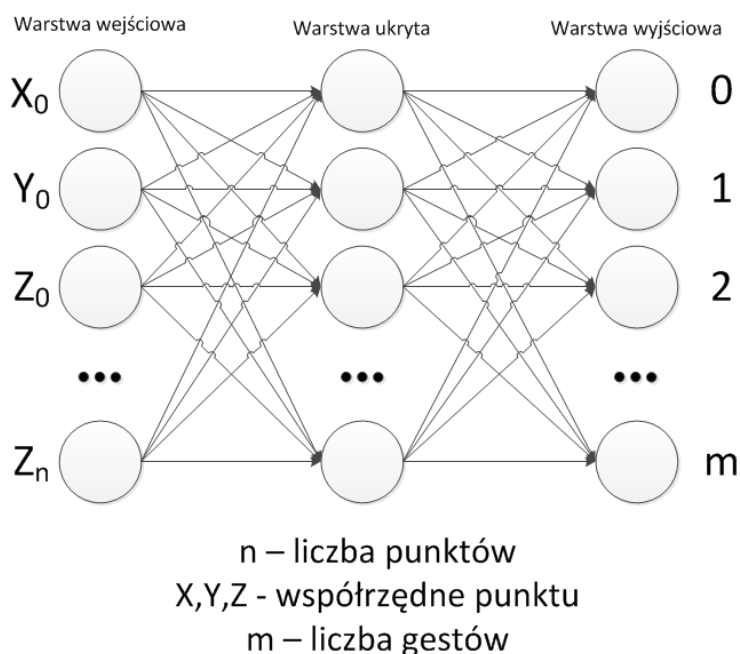 Warstwa wejściowa Warstwa ukryta Warstwa wyjściowa
X₀ 0
Y₀ 1
Z₀ 2
••• ••• •••
Zₙ m
n – liczba punktów
X,Y,Z - współrzędne punktu
m – liczba gestów